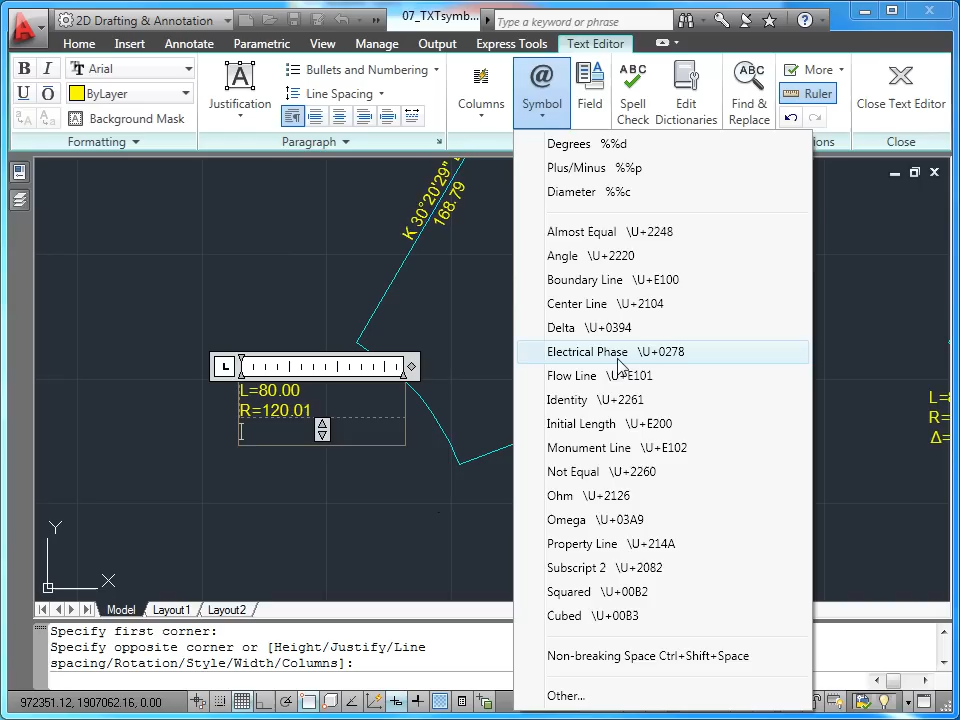 2D Drafting & Annotation
07_TXTsymb...
Type a keyword or phrase
Home Insert Annotate Parametric View Manage Output Express Tools Text Editor
B I Arial
U O ByLayer
Background Mask
Formatting
Justification
Bullets and Numbering
Line Spacing
Paragraph
Columns
@
Symbol
Field
ABC
Spell
Check
Edit
Dictionaries
ABC
Find &
Replace
More
Ruler
Close Text Editor
Close
Degrees %%d
Plus/Minus %%p
Diameter %%c
Almost Equal \U+2248
Angle \U+2220
Boundary Line \U+E100
Center Line \U+2104
Delta \U+0394
Electrical Phase \U+0278
Flow Line \U+E101
Identity \U+2261
Initial Length \U+E200
Monument Line \U+E102
Not Equal \U+2260
Ohm \U+2126
Omega \U+03A9
Property Line \U+214A
Subscript 2 \U+2082
Squared \U+00B2
Cubed \U+00B3
Non-breaking Space Ctrl+Shift+Space
Other...
K 30°20'29"
168.79
L=80.00
R=120.01
Y
X
Δ=
Model Layout1 Layout2
Specify first corner:
Specify opposite corner or [Height/Justify/Line
spacing/Rotation/Style/Width/Columns]:
972351.12, 1907062.16, 0.00